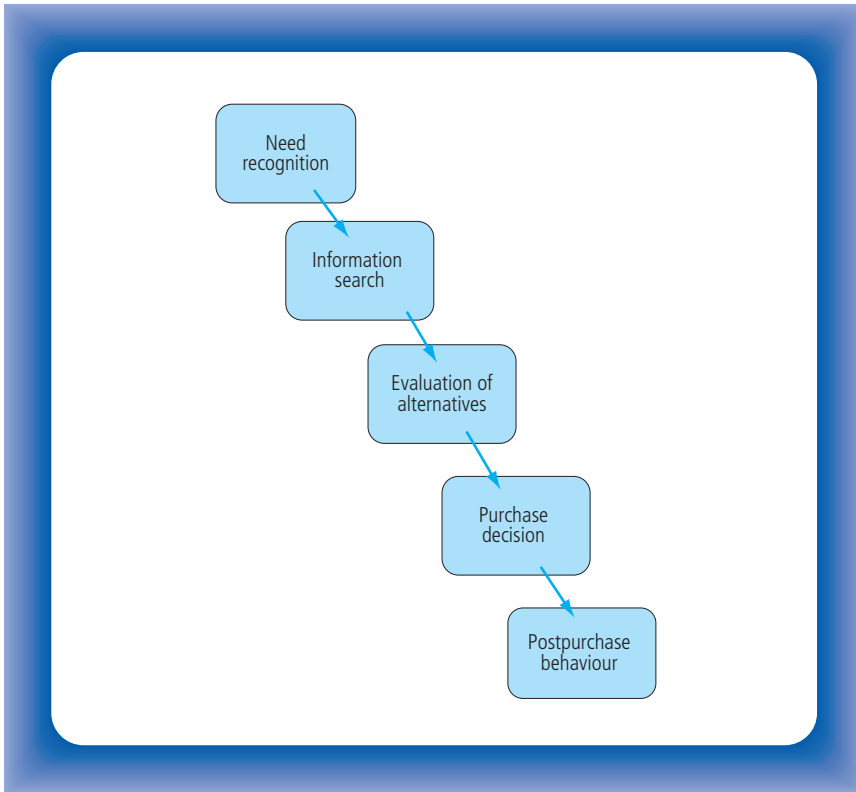 Need
recognition
Information
search
Evaluation of
alternatives
Purchase
decision
Postpurchase
behaviour